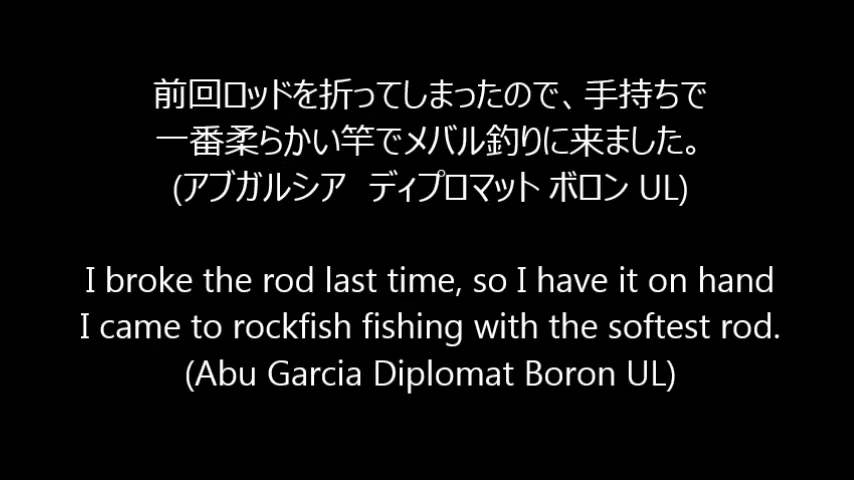 前回ロッドを折ってしまったので、手持ちで
一番柔らかい竿でメバル釣りに来ました。
(アブガルシア　ディプロマット ボロン UL)
I broke the rod last time, so I have it on hand
I came to rockfish fishing with the softest rod.
(Abu Garcia Diplomat Boron UL)